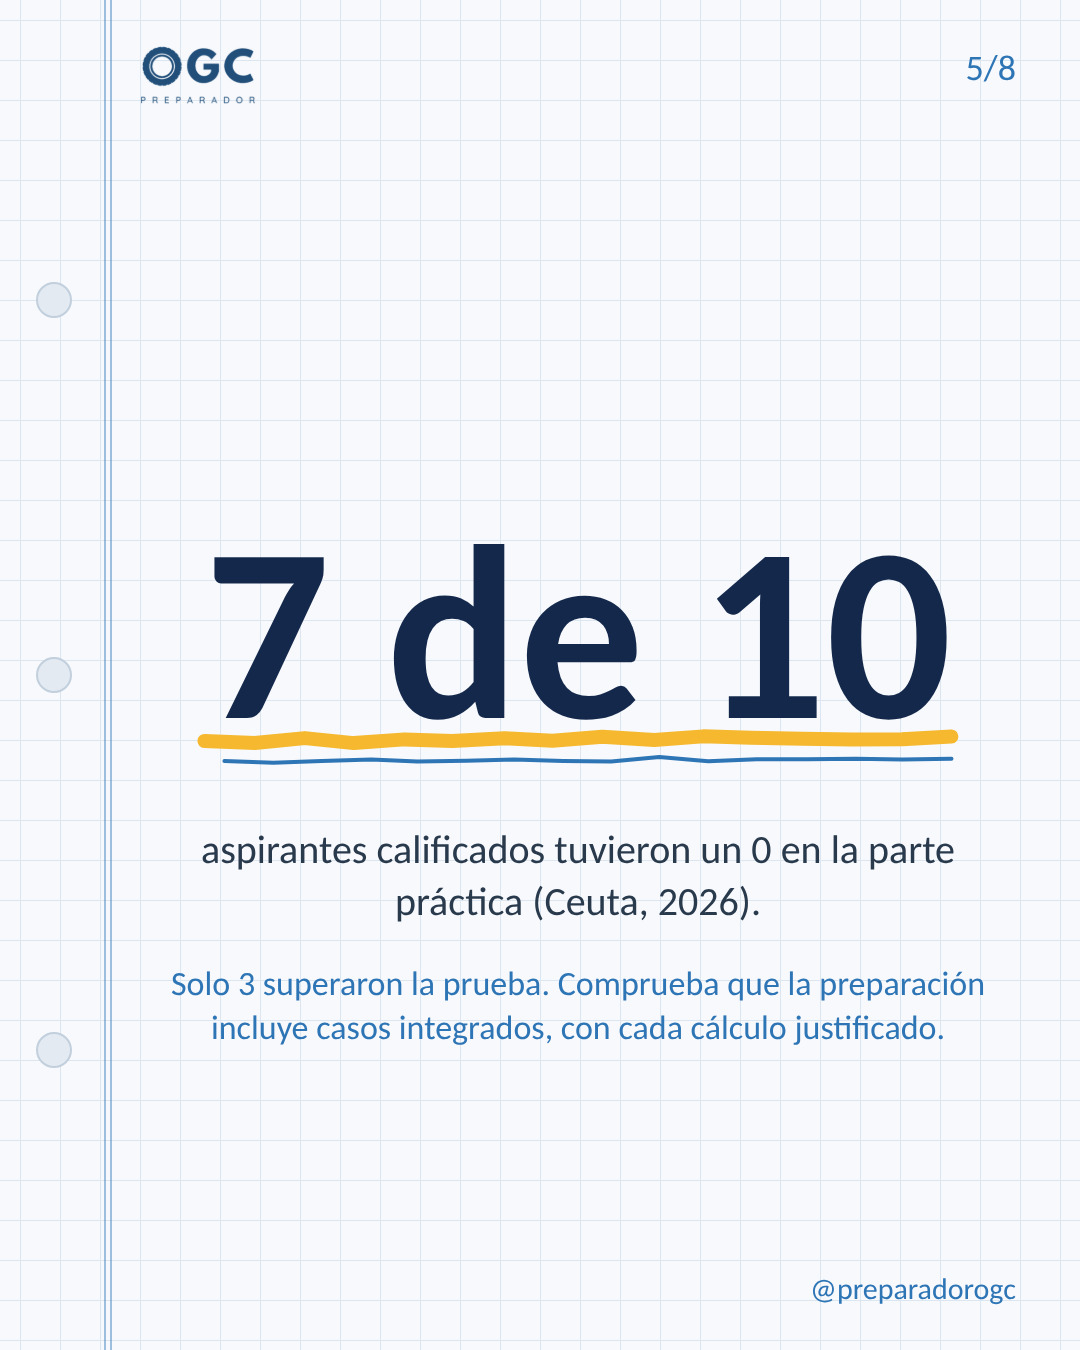 OGC
PREPARADOR
5/8
7 de 10
aspirantes calificados tuvieron un 0 en la parte
práctica (Ceuta, 2026).
Solo 3 superaron la prueba. Comprueba que la preparación
incluye casos integrados, con cada cálculo justificado.
@preparadorogc